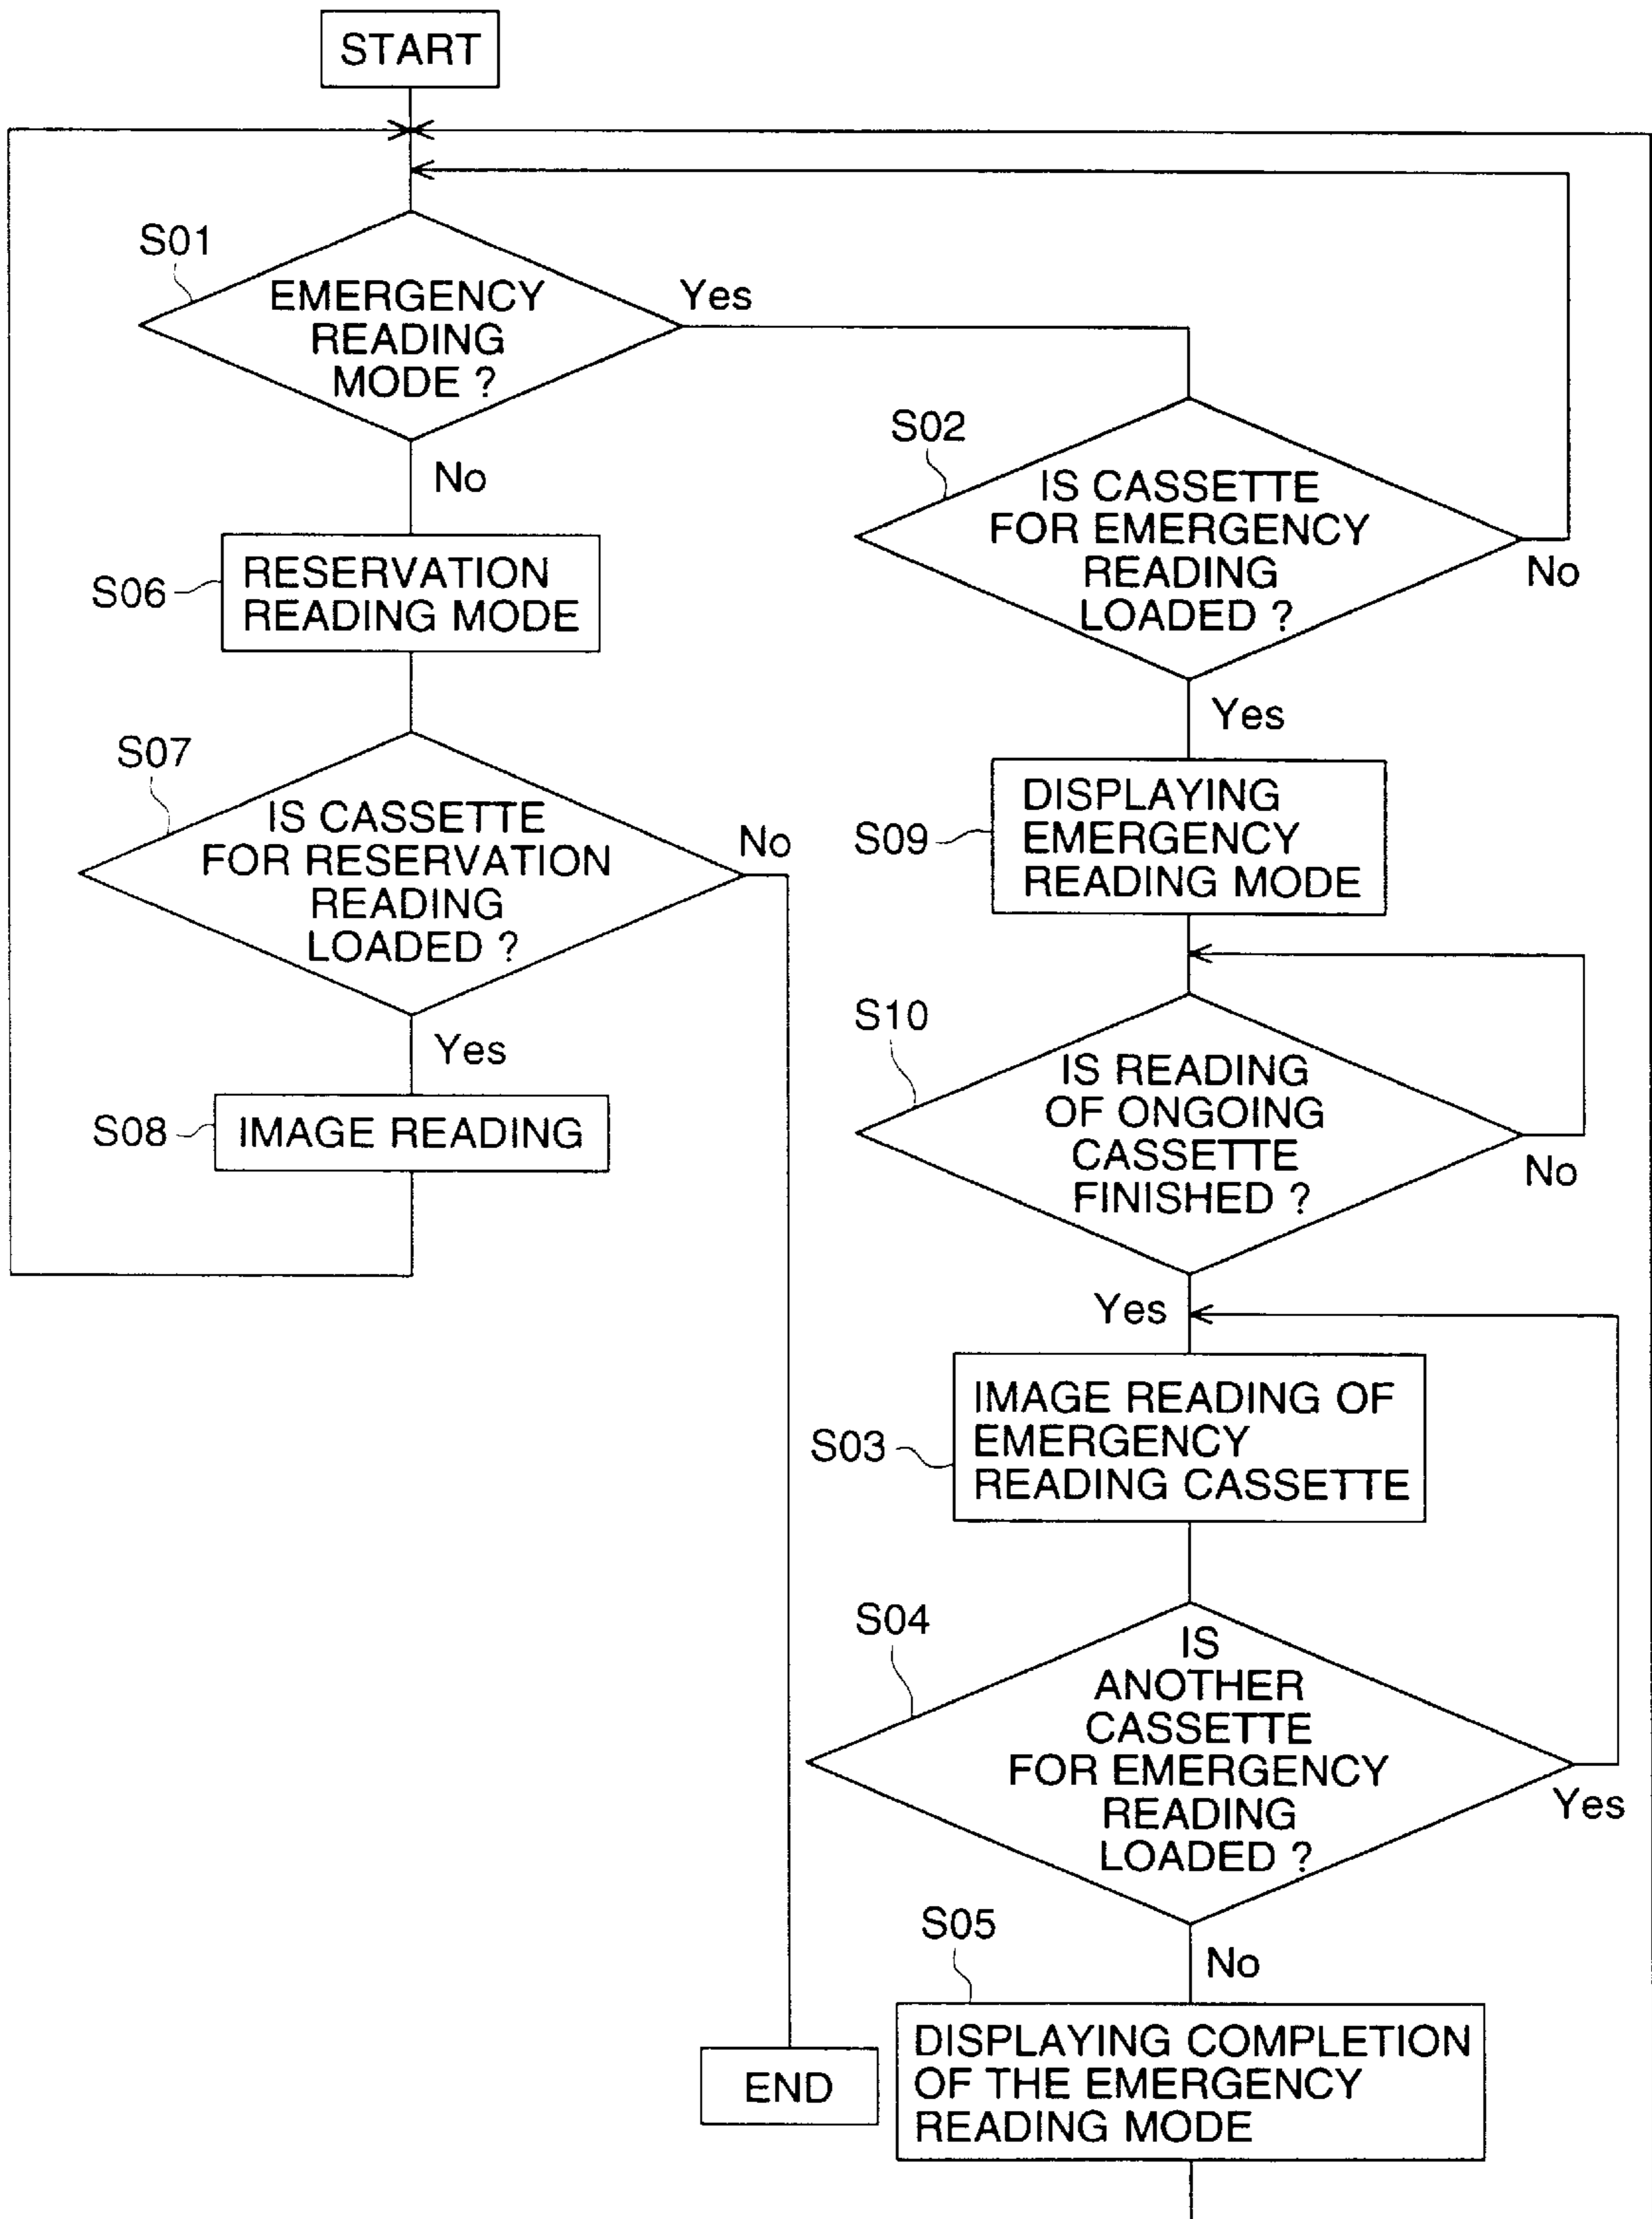 START
S01
EMERGENCY
READING
MODE ?
Yes
No
S06
RESERVATION
READING MODE
S07
IS CASSETTE
FOR RESERVATION
READING
LOADED ?
No
Yes
S08
IMAGE READING
END
S02
IS CASSETTE
FOR EMERGENCY
READING
LOADED ?
No
Yes
S09
DISPLAYING
EMERGENCY
READING MODE
S10
IS READING
OF ONGOING
CASSETTE
FINISHED ?
No
Yes
S03
IMAGE READING OF
EMERGENCY
READING CASSETTE
S04
IS
ANOTHER
CASSETTE
FOR EMERGENCY
READING
LOADED ?
Yes
No
S05
DISPLAYING COMPLETION
OF THE EMERGENCY
READING MODE